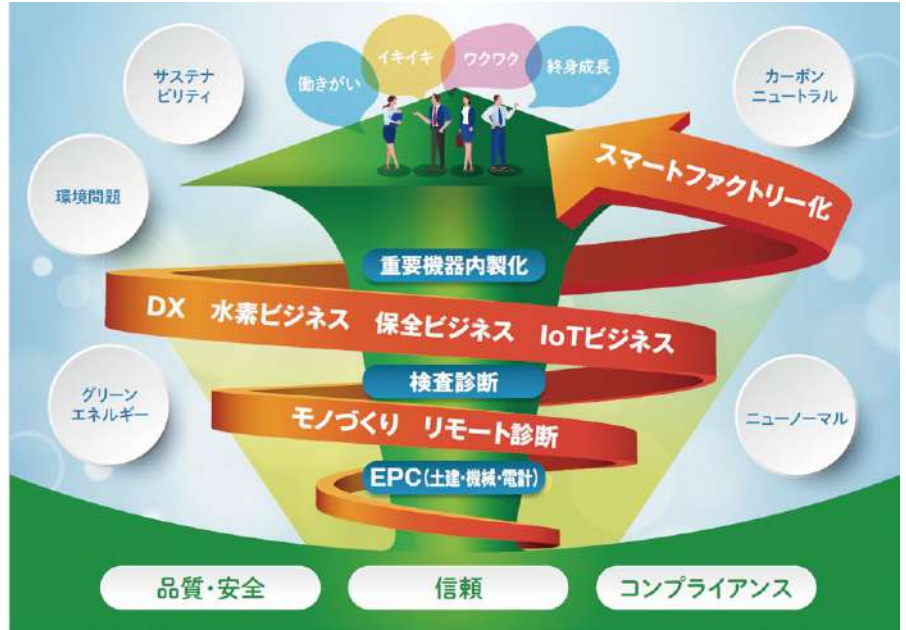 働きがい
イキイキ
ワクワク
終身成長
サステナ
ビリティ
カーボン
ニュートラル
環境問題
スマートファクトリー化
重要機器内製化
DX 水素ビジネス 保全ビジネス IoTビジネス
検査診断
グリーン
エネルギー
モノづくり リモート診断
ニューノーマル
EPC(土建・機械・電計)
品質・安全
信頼
コンプライアンス